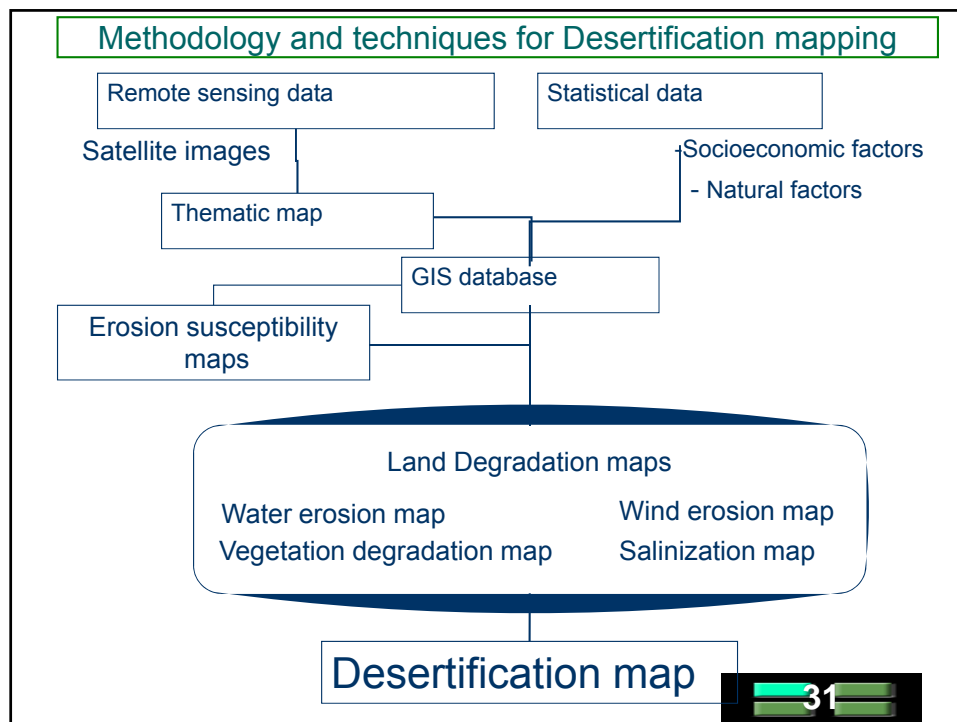 Methodology and techniques for Desertification mapping
Remote sensing data
Statistical data
Satellite images
-Socioeconomic factors
- Natural factors
Thematic map
GIS database
Erosion susceptibility
maps
Land Degradation maps
Water erosion map
Wind erosion map
Vegetation degradation map
Salinization map
Desertification map
31